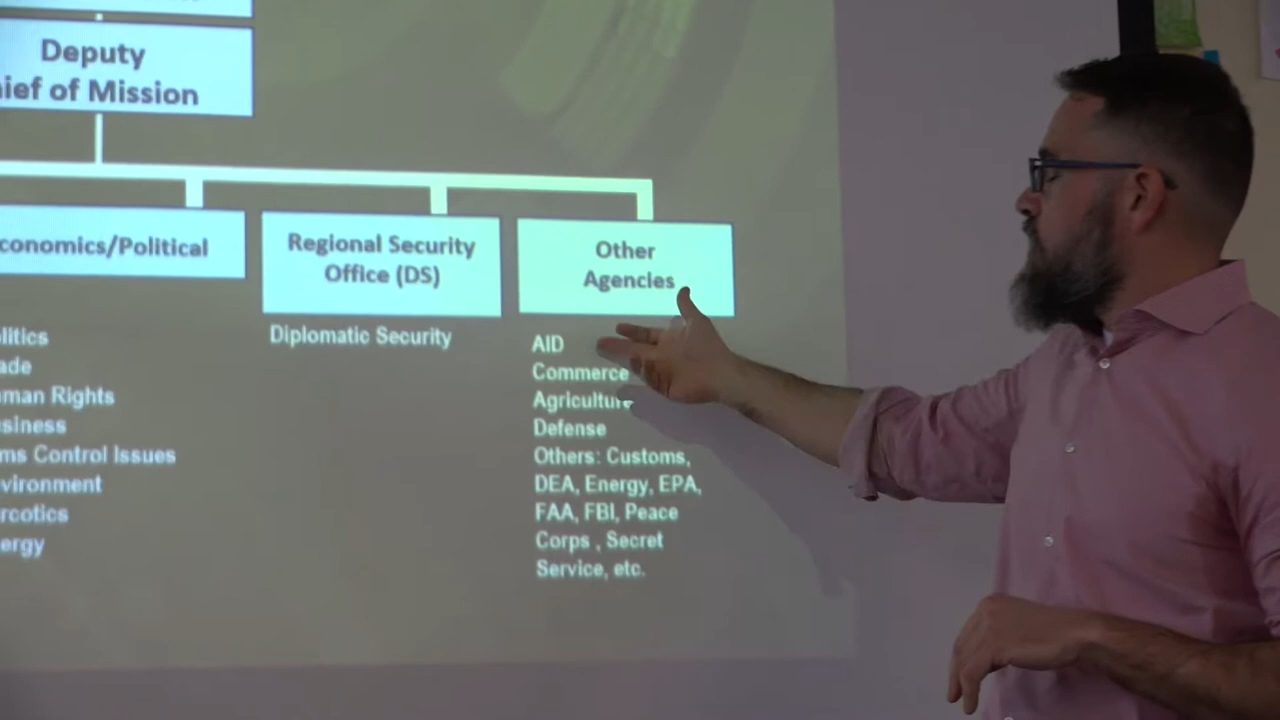 Deputy
ief of Mission
conomics/Political
Regional Security
Office (DS)
Other
Agencies
litics
ade
man Rights
siness
ms Control Issues
vironment
rcotics
ergy
Diplomatic Security
AID
Commerce
Agriculture
Defense
Others: Customs,
DEA, Energy, EPA,
FAA, FBI, Peace
Corps , Secret
Service, etc.